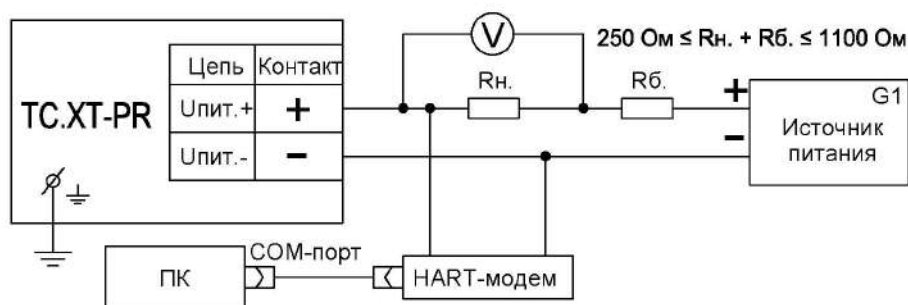 V
250 Ом ≤ Rн. + Rб. ≤ 1100 Ом
Цепь Контакт
Rн.
Rб.
TC.XT-PR
Uпит.+ +
Uпит.- −
+
−
G1
Источник
питания
COM-порт
ПК
HART-модем